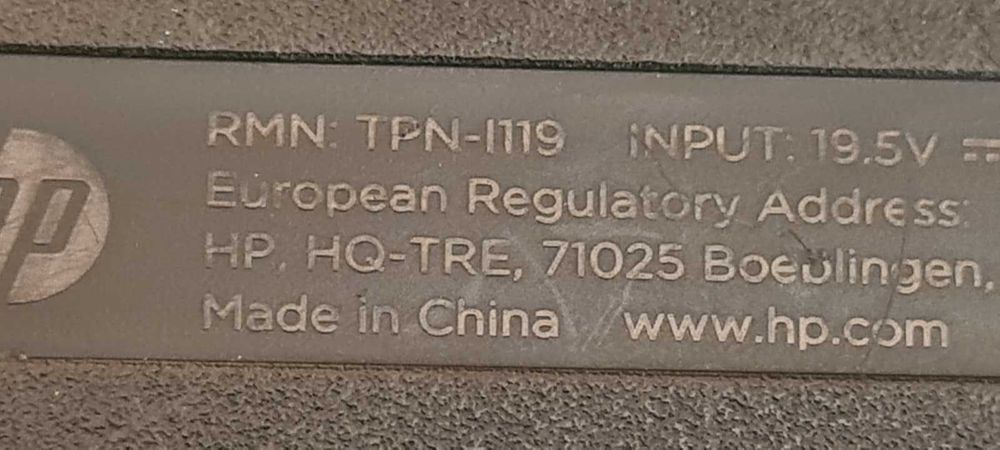 hp
RMN: TPN-I119 INPUT: 19.5V ⎓
European Regulatory Address:
HP, HQ-TRE, 71025 Boeblingen,
Made in China www.hp.com